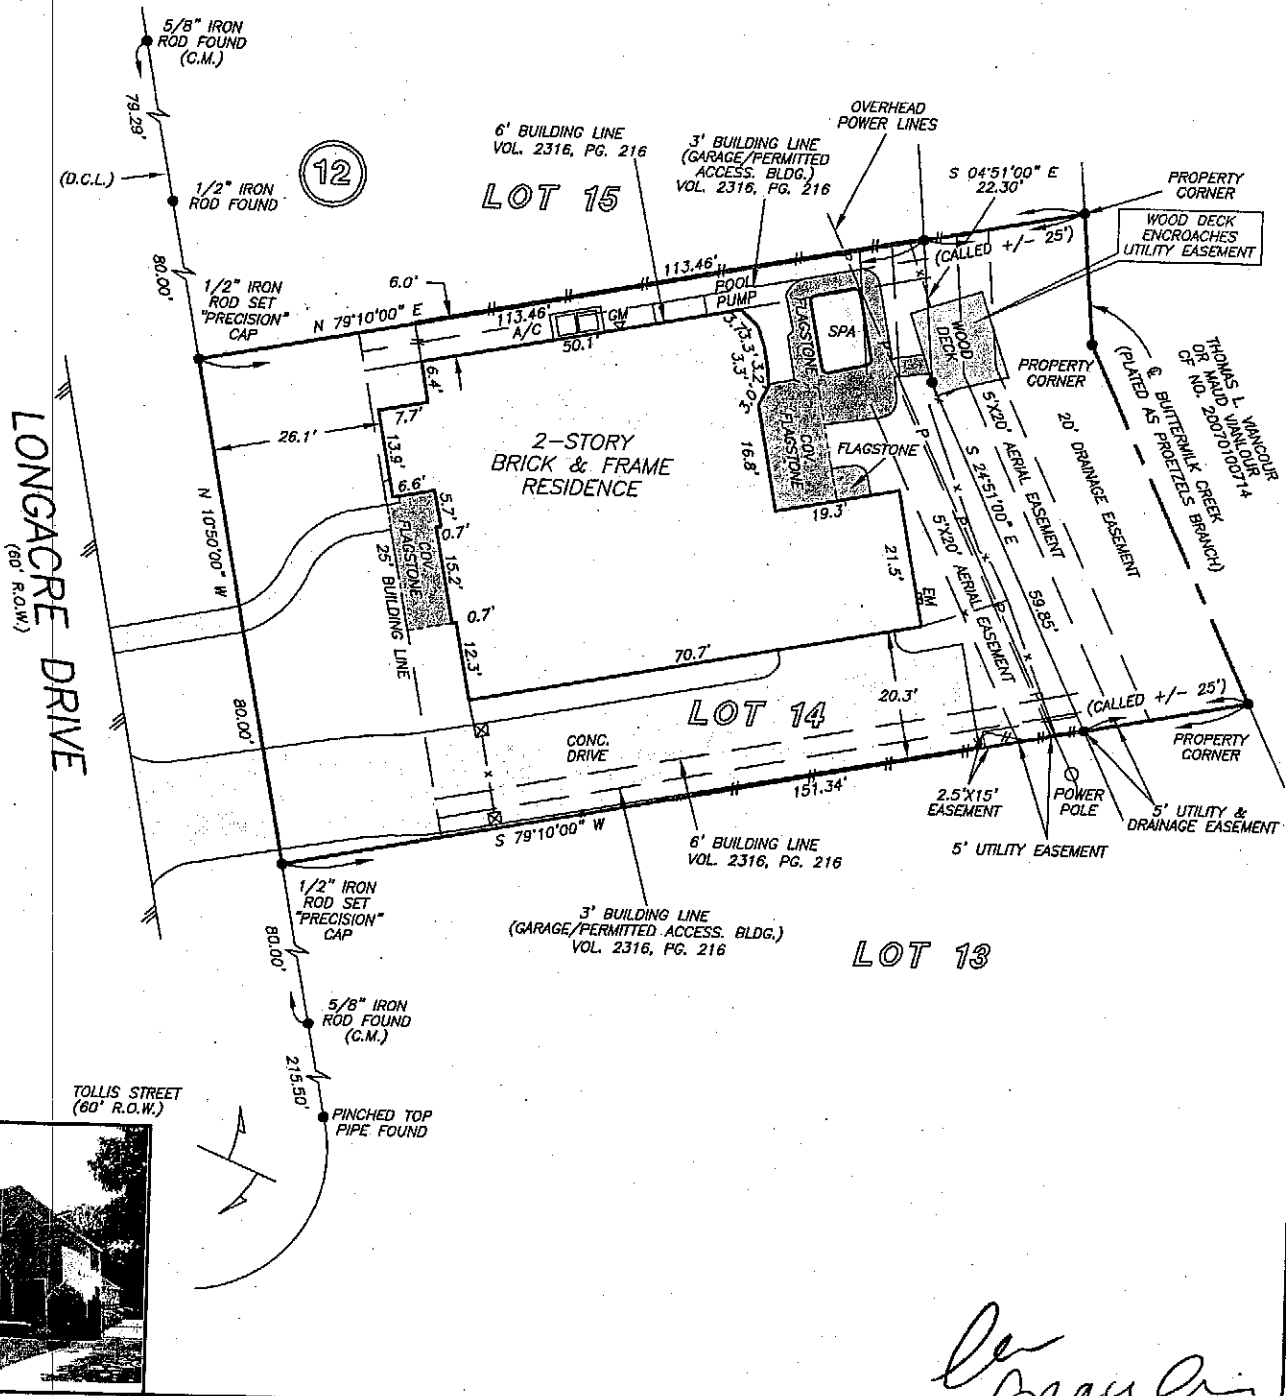 5/8" IRON
ROD FOUND
(C.M.)
79.29'
(D.C.L.)
1/2" IRON
ROD FOUND
12
LOT 15
6' BUILDING LINE
VOL. 2316, PG. 216
3' BUILDING LINE
(GARAGE/PERMITTED
ACCESS. BLDG.)
VOL. 2316, PG. 216
OVERHEAD
POWER LINES
S 04°51'00" E
22.30'
PROPERTY
CORNER
WOOD DECK
ENCROACHES
UTILITY EASEMENT
(CALLED +/- 25')
80.00'
1/2" IRON
ROD SET
"PRECISION"
CAP
6.0'
N 79°10'00" E
113.46'
113.46'
A/C
GM
50.1'
POOL
PUMP
FLAGSTONE
SPA
WOOD
DECK
PROPERTY
CORNER
THOMAS L. VIANCOUR
OR MAUD VIANLOUR
CF NO. 200701100714
℄ BUTTERMILK CREEK
(PLATED AS PROETZELS BRANCH)
6.4'
7.7'
26.1'
13.9'
6.6'
5.7'
0.7'
15.2'
0.7'
12.3'
COV.
FLAGSTONE
25' BUILDING LINE
2-STORY
BRICK & FRAME
RESIDENCE
3.7'
3.3'
3.2'
3.3'
3.0'
16.8'
COV.
FLAGSTONE
FLAGSTONE
19.3'
21.5'
EM
P
P
P
P
P
5'X20' AERIAL EASEMENT
S 24°51'00" E
59.85'
5'X20' AERIAL EASEMENT
20' DRAINAGE EASEMENT
LONGACRE DRIVE
(60' R.O.W.)
N 10°50'00" W
80.00'
70.7'
20.3'
LOT 14
CONC.
DRIVE
(CALLED +/- 25')
PROPERTY
CORNER
151.34'
S 79°10'00" W
2.5'X15'
EASEMENT
POWER
POLE
5' UTILITY &
DRAINAGE EASEMENT
5' UTILITY EASEMENT
6' BUILDING LINE
VOL. 2316, PG. 216
3' BUILDING LINE
(GARAGE/PERMITTED ACCESS. BLDG.)
VOL. 2316, PG. 216
LOT 13
1/2" IRON
ROD SET
"PRECISION"
CAP
80.00'
5/8" IRON
ROD FOUND
(C.M.)
215.50'
PINCHED TOP
PIPE FOUND
TOLLIS STREET
(60' R.O.W.)